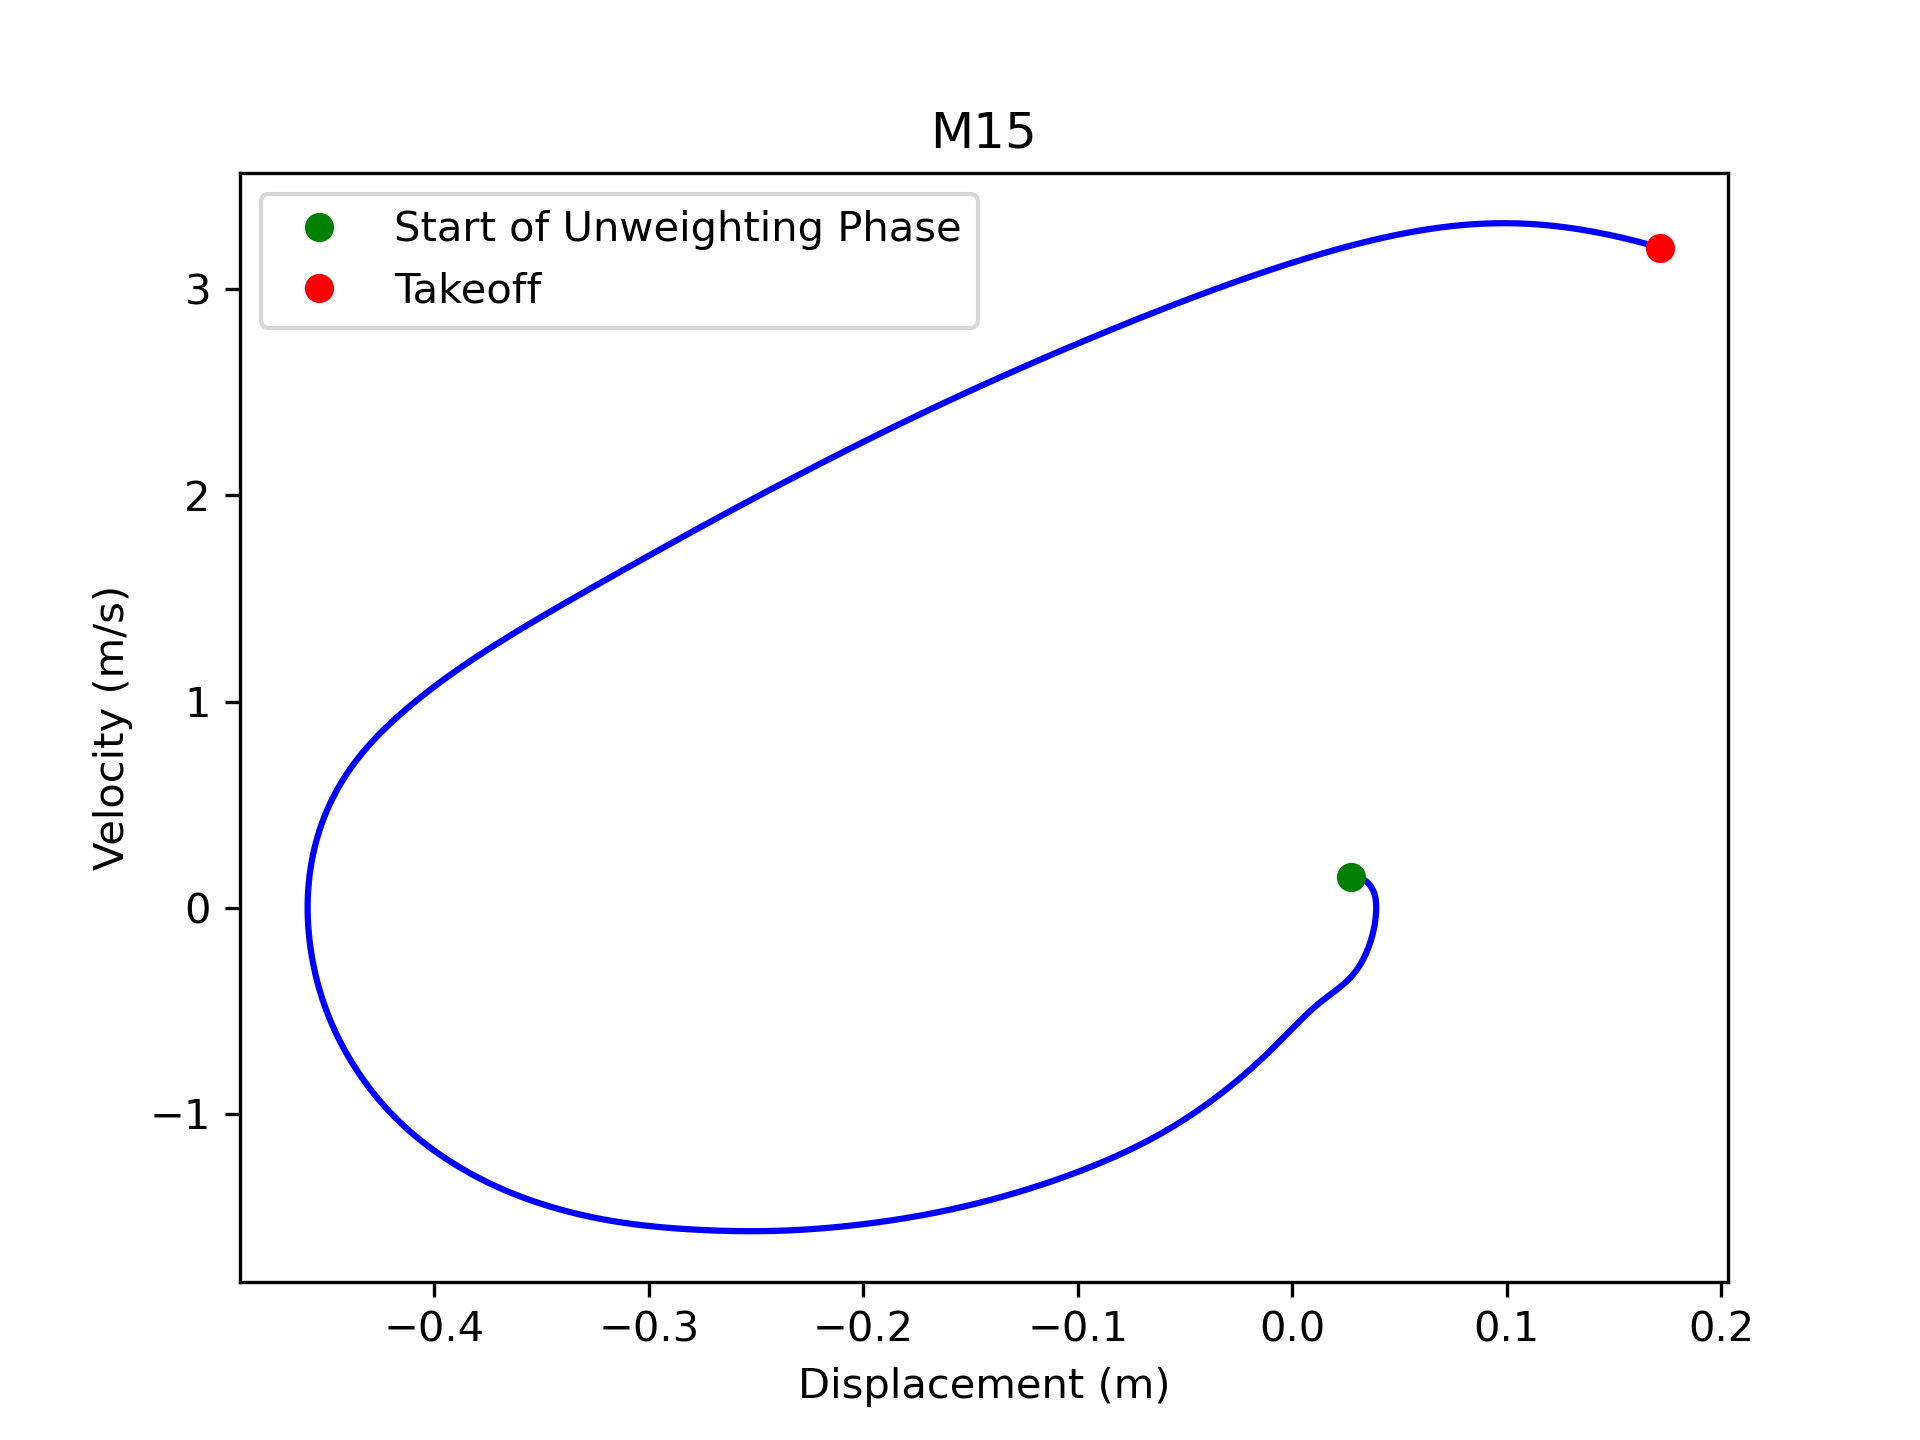 M15
Start of Unweighting Phase
Takeoff
Velocity (m/s)
3
2
1
0
−1
−0.4
−0.3
−0.2
−0.1
0.0
0.1
0.2
Displacement (m)